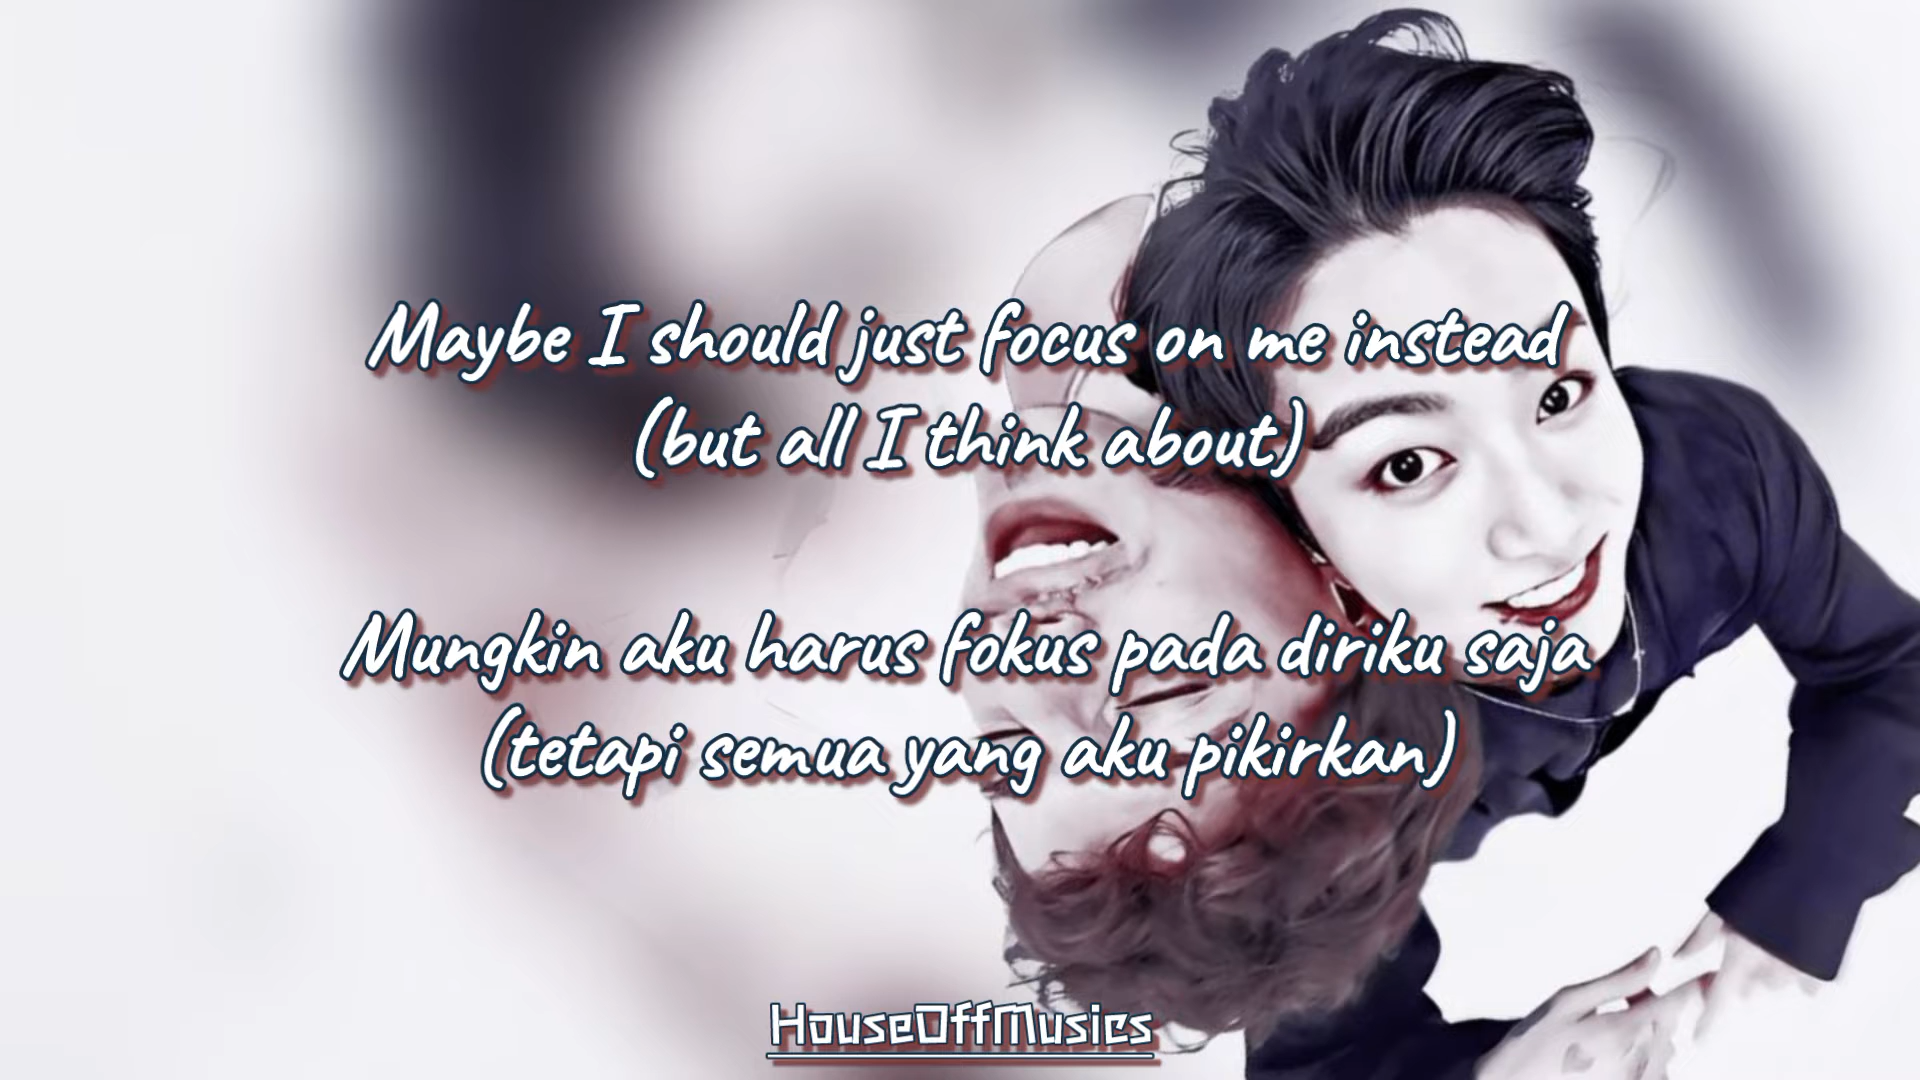 Maybe I should just focus on me instead
(but all I think about)
Mungkin aku harus fokus pada diriku saja
(tetapi semua yang aku pikirkan)
HouseOffMusics